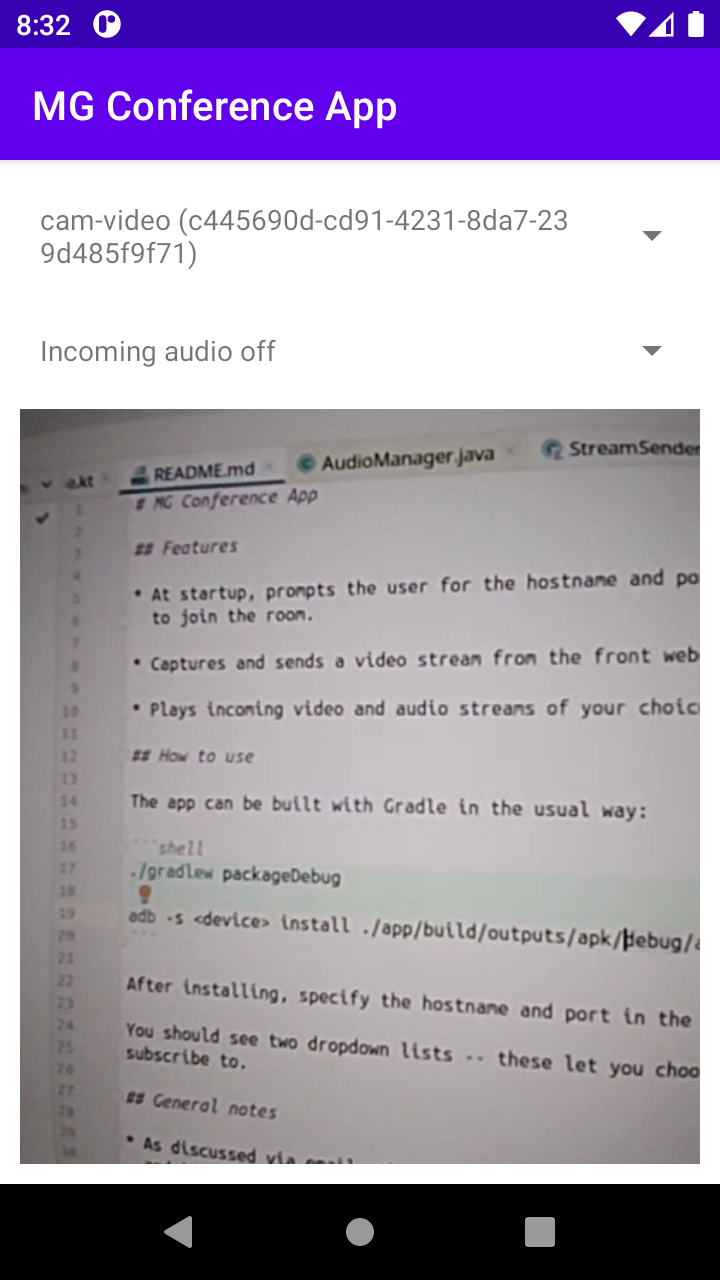 8:32
MG Conference App
cam-video (c445690d-cd91-4231-8da7-23
9d485f9f71)
Incoming audio off
e.kt
README.md
AudioManager.java
StreamSender
1 # MG Conference App
2
3 ## Features
4
5 * At startup, prompts the user for the hostname and po
6 to join the room.
7
8 * Captures and sends a video stream from the front web
9
10 * Plays incoming video and audio streams of your choic
11
12 ## How to use
13
14 The app can be built with Gradle in the usual way:
15
16 ```shell
17 ./gradlew packageDebug
18
19 adb -s <device> install ./app/build/outputs/apk/debug/a
20 ```
21
22 After installing, specify the hostname and port in the
23
24 You should see two dropdown lists -- these let you choo
25 subscribe to.
26
27 ## General notes
28
29 * As discussed via email
30